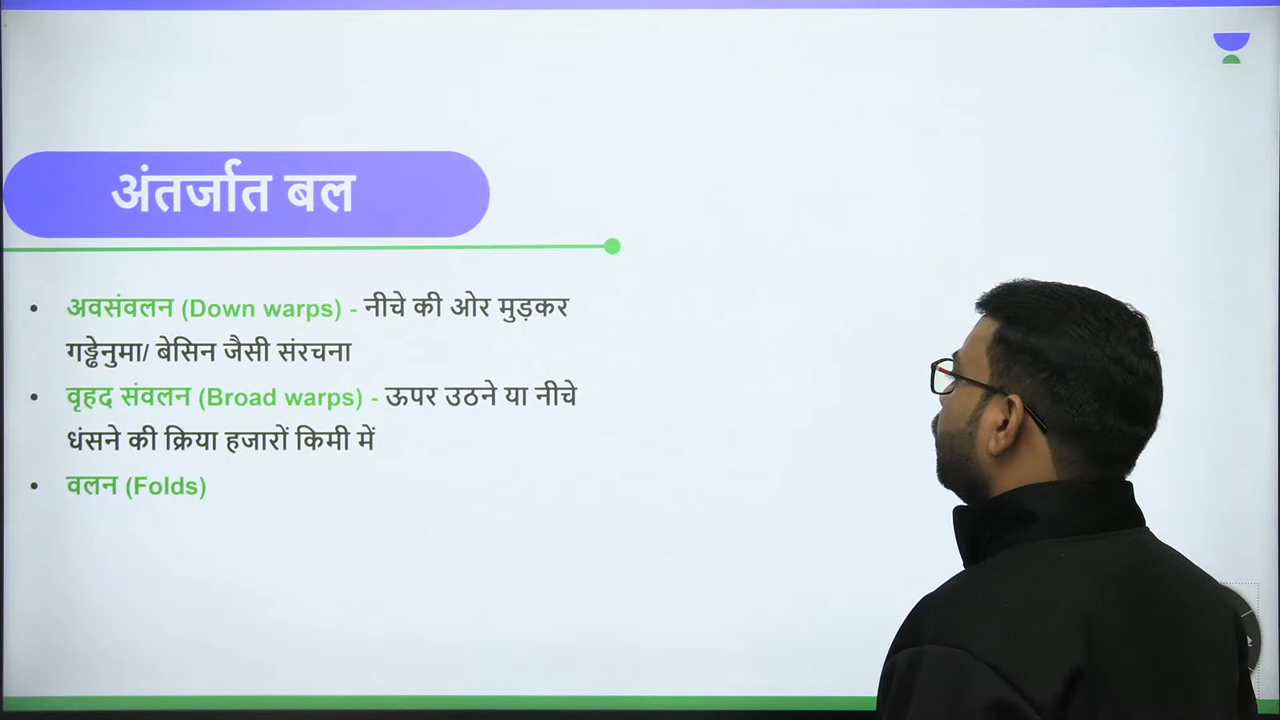 अंतर्जात बल
• अवसंवलन (Down warps) - नीचे की ओर मुड़कर
गड्ढेनुमा/ बेसिन जैसी संरचना
• वृहद संवलन (Broad warps) - ऊपर उठने या नीचे
धंसने की क्रिया हजारों किमी में
• वलन (Folds)